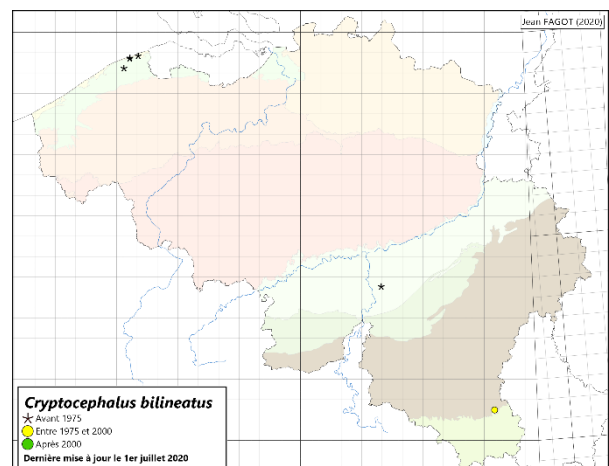 Jean FAGOT (2020)
Cryptocephalus bilineatus
Avant 1975
Entre 1975 et 2000
Après 2000
Dernière mise à jour le 1er juillet 2020